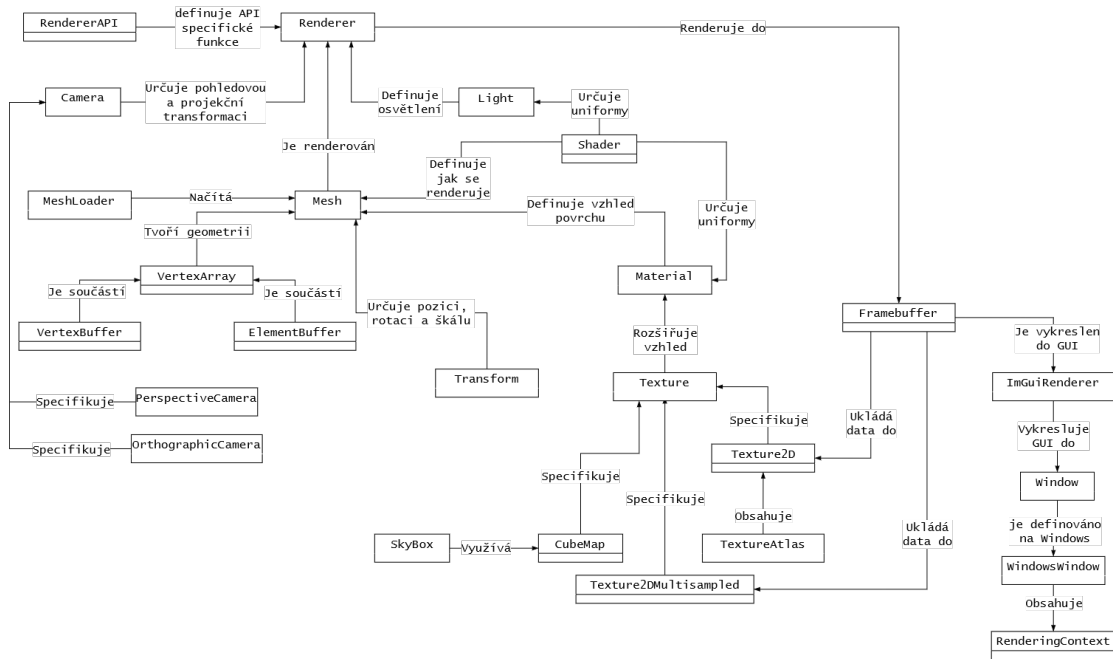 RendererAPI
definuje API
specifické
funkce
Renderer
Renderuje do
Camera
Určuje pohledovou
a projekční
transformaci
Definuje
osvětlení
Light
Určuje
uniformy
Shader
Je renderován
Definuje
jak se
renderuje
MeshLoader
Načítá
Mesh
Definuje vzhled
povrchu
Určuje
uniformy
Tvoří geometrii
VertexArray
Material
Je součástí
Je součástí
VertexBuffer
ElementBuffer
Určuje pozici,
rotaci a škálu
Rozšiřuje
vzhled
Framebuffer
Je vykreslen
do GUI
Transform
Texture
ImGuiRenderer
Specifikuje
PerspectiveCamera
Specifikuje
Ukládá
data do
Vykresluje
GUI do
Specifikuje
OrthographicCamera
Texture2D
Specifikuje
Specifikuje
Window
Obsahuje
Ukládá
data do
je definováno
na Windows
SkyBox
Využívá
CubeMap
TextureAtlas
WindowsWindow
Texture2DMultisampled
Obsahuje
RenderingContext